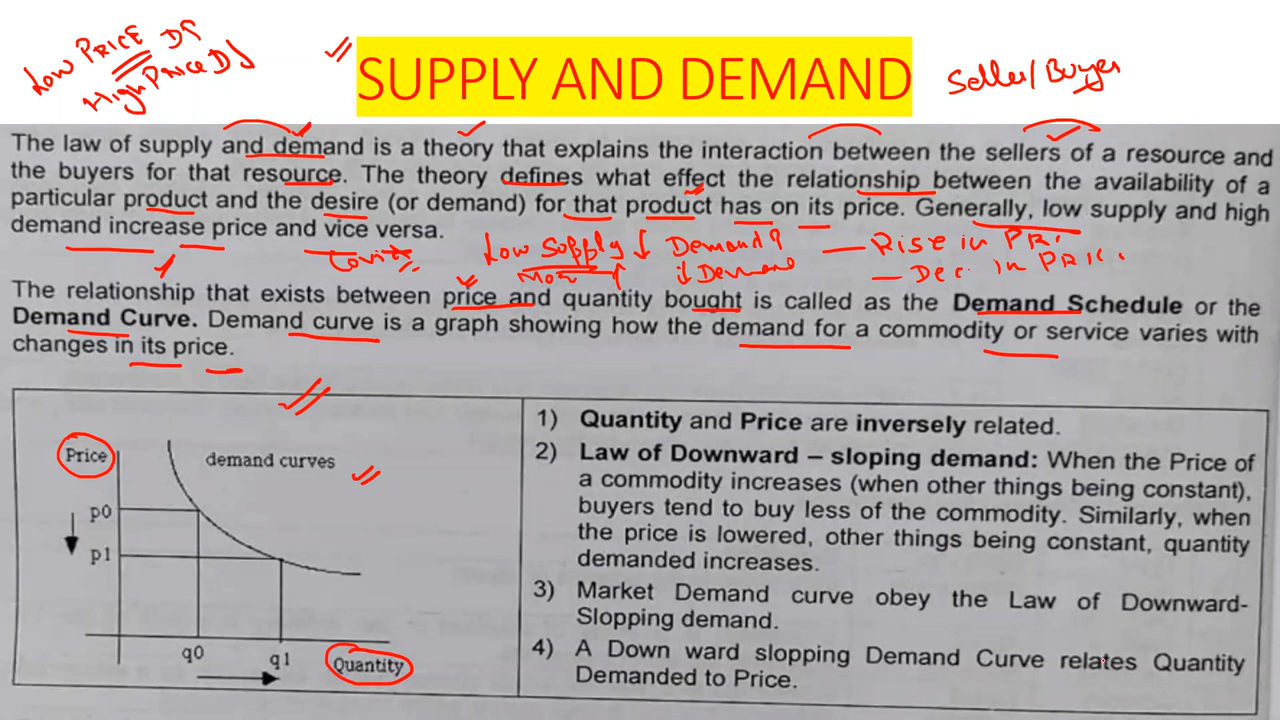 Low PRICE D↑
High Price D↓
SUPPLY AND DEMAND
Seller/Buyer
The law of supply and demand is a theory that explains the interaction between the sellers of a resource and
the buyers for that resource. The theory defines what effect the relationship between the availability of a
particular product and the desire (or demand) for that product has on its price. Generally, low supply and high
demand increase price and vice versa.
Low Supply ↓ Demand↑ — Rise in PRI
↑ ↓ Demand — Dec. in PRIC.
The relationship that exists between price and quantity bought is called as the Demand Schedule or the
Demand Curve. Demand curve is a graph showing how the demand for a commodity or service varies with
changes in its price.
Price
demand curves
p0
p1
q0
q1
Quantity
1) Quantity and Price are inversely related.
2) Law of Downward – sloping demand: When the Price of
a commodity increases (when other things being constant),
buyers tend to buy less of the commodity. Similarly, when
the price is lowered, other things being constant, quantity
demanded increases.
3) Market Demand curve obey the Law of Downward-
Slopping demand.
4) A Down ward slopping Demand Curve relates Quantity
Demanded to Price.